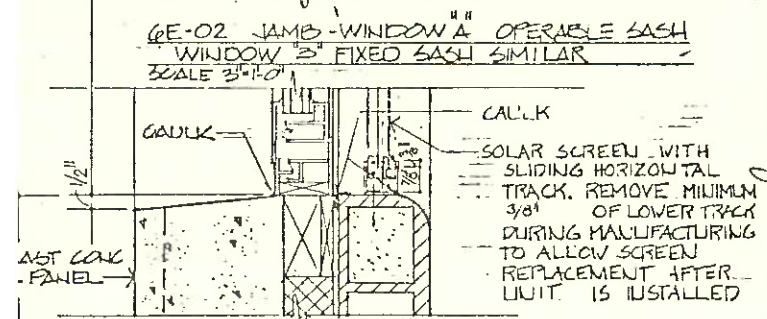 6E-02 JAMB-WINDOW "A" OPERABLE SASH
WINDOW "B" FIXED SASH SIMILAR
SCALE 3"=1'-0"
CAULK
CAULK
SOLAR SCREEN WITH
SLIDING HORIZONTAL
TRACK. REMOVE MINIMUM
3/8" OF LOWER TRACK
DURING MANUFACTURING
TO ALLOW SCREEN
REPLACEMENT AFTER
UNIT IS INSTALLED
1/2"
AST CONC
PANEL